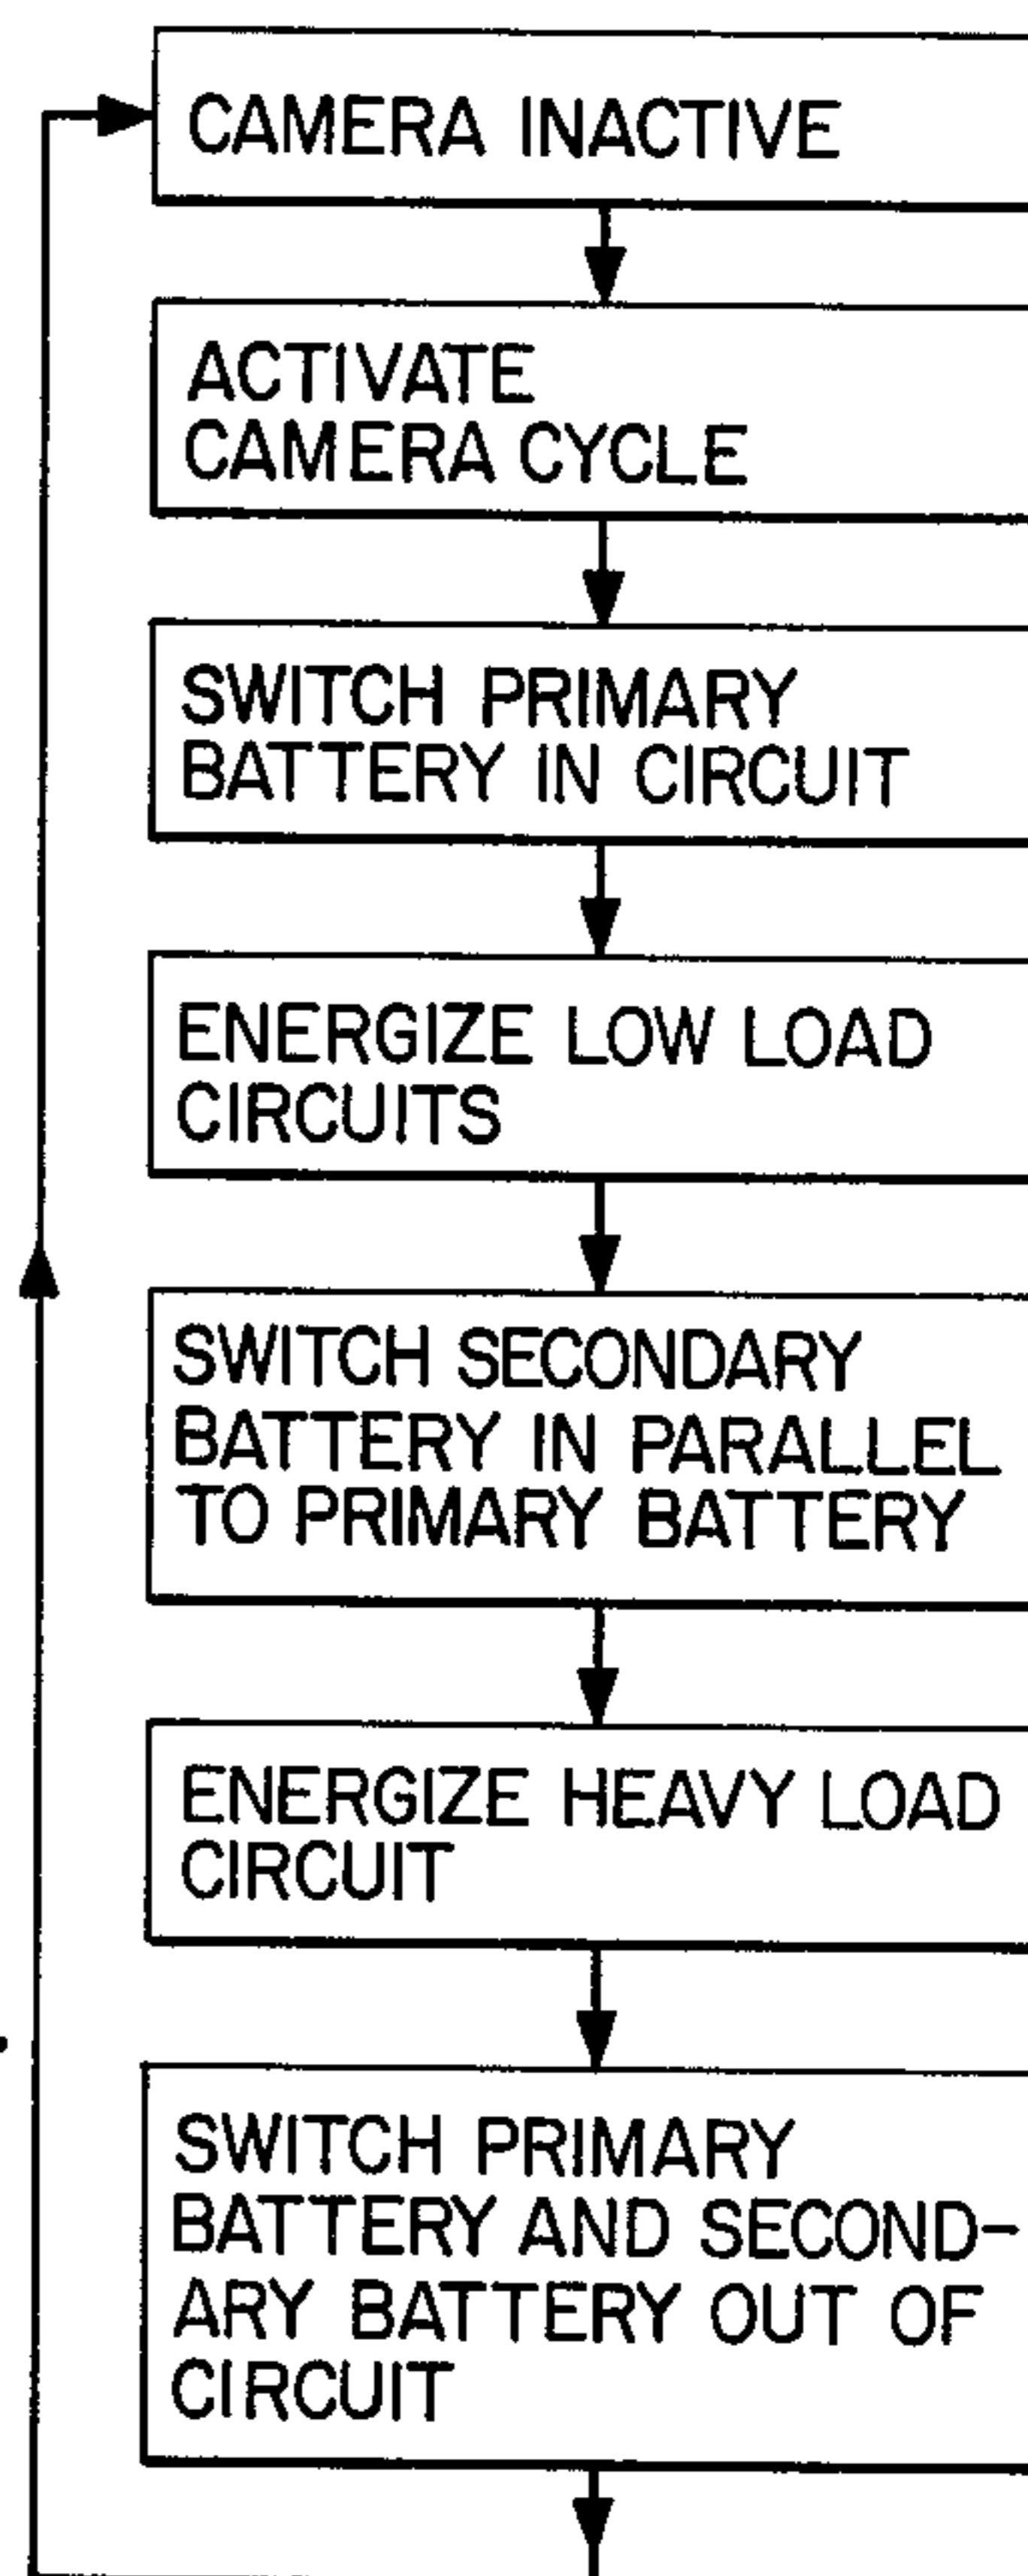 CAMERA INACTIVE
ACTIVATE
CAMERA CYCLE
SWITCH PRIMARY
BATTERY IN CIRCUIT
ENERGIZE LOW LOAD
CIRCUITS
SWITCH SECONDARY
BATTERY IN PARALLEL
TO PRIMARY BATTERY
ENERGIZE HEAVY LOAD
CIRCUIT
SWITCH PRIMARY
BATTERY AND SECOND-
ARY BATTERY OUT OF
CIRCUIT